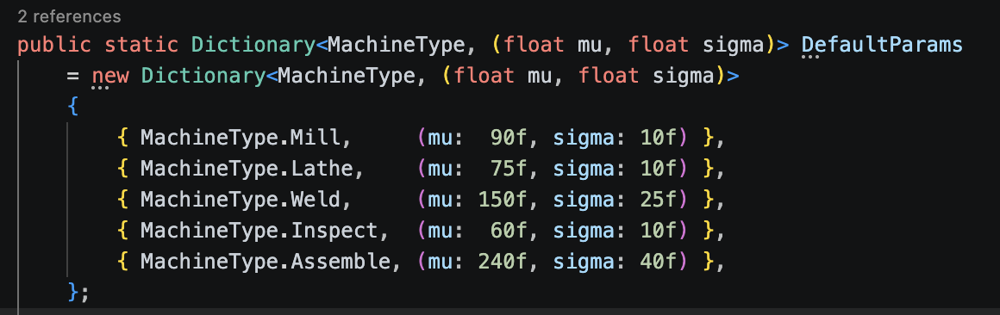 2 references
public static Dictionary<MachineType, (float mu, float sigma)> DefaultParams
    = new Dictionary<MachineType, (float mu, float sigma)>
    {
        { MachineType.Mill,     (mu:  90f, sigma: 10f) },
        { MachineType.Lathe,    (mu:  75f, sigma: 10f) },
        { MachineType.Weld,     (mu: 150f, sigma: 25f) },
        { MachineType.Inspect,  (mu:  60f, sigma: 10f) },
        { MachineType.Assemble, (mu: 240f, sigma: 40f) },
    };